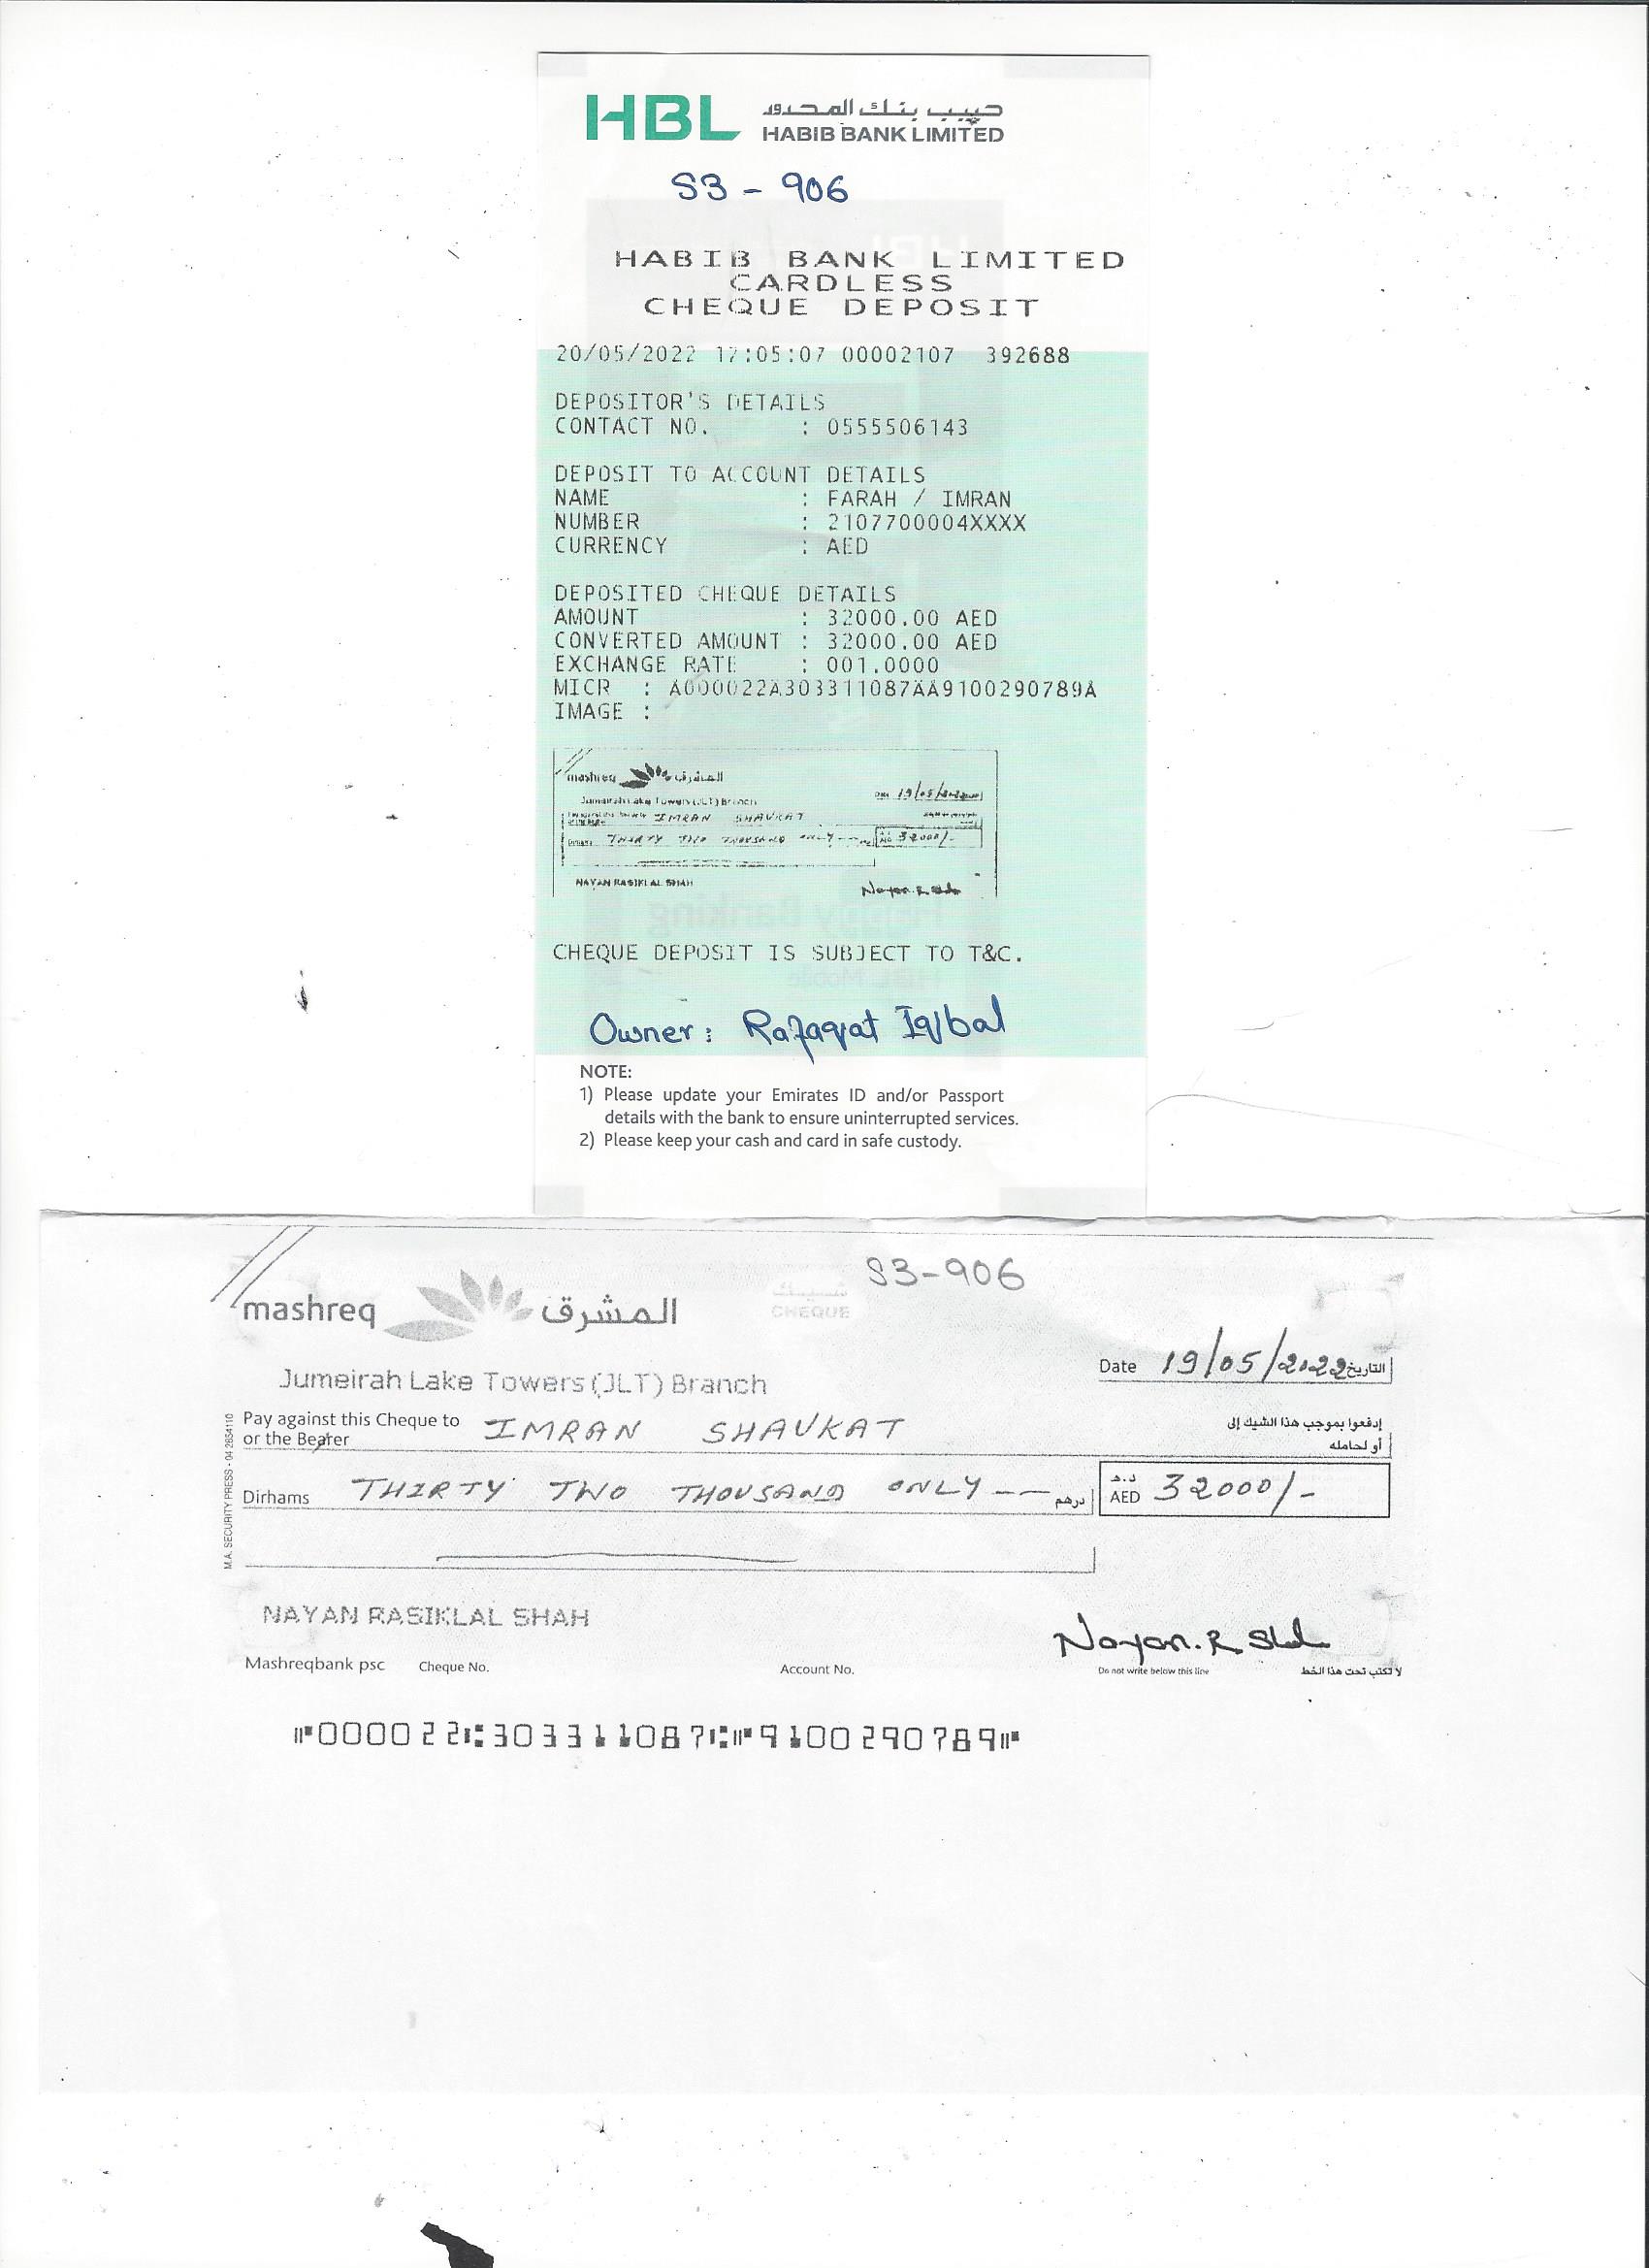 HBL حبيب بنك المحدود
HABIB BANK LIMITED
S3 - 906
HABIB BANK LIMITED
CARDLESS
CHEQUE DEPOSIT
20/05/2022 17:05:07 00002107 392688
DEPOSITOR'S DETAILS
CONTACT NO. : 0555506143
DEPOSIT TO ACCOUNT DETAILS
NAME : FARAH / IMRAN
NUMBER : 2107700004XXXX
CURRENCY : AED
DEPOSITED CHEQUE DETAILS
AMOUNT : 32000.00 AED
CONVERTED AMOUNT : 32000.00 AED
EXCHANGE RATE : 001.0000
MICR : A000022A303311087AA9100290789A
IMAGE :
mashreq المشرق
Jumeirah Lake Towers (JLT) Branch
Date 19/05/2022
IMRAN SHAVKAT
Dirhams THIRTY TWO THOUSAND ONLY -- 32000/-
NAYAN RASIKLAL SHAH Nayan. R Shah
CHEQUE DEPOSIT IS SUBJECT TO T&C.
Owner: Rafaqat Iqbal
NOTE:
1) Please update your Emirates ID and/or Passport
details with the bank to ensure uninterrupted services.
2) Please keep your cash and card in safe custody.
S3-906
mashreq المشرق
شيك
CHEQUE
Date 19/05/2022 التاريخ
Jumeirah Lake Towers (JLT) Branch
Pay against this Cheque to IMRAN SHAVKAT إدفعوا بموجب هذا الشيك إلى
or the Bearer أو لحامله
Dirhams THIRTY TWO THOUSAND ONLY -- درهم د.إ. AED 32000/-
M.A. SECURITY PRESS - 04 2654110
NAYAN RASIKLAL SHAH
Nayan. R Shah
Mashreqbank psc Cheque No. Account No. Do not write below this line لا تكتب تحت هذا الخط
⑈000022⑆303311087⑆⑈9100290789⑈